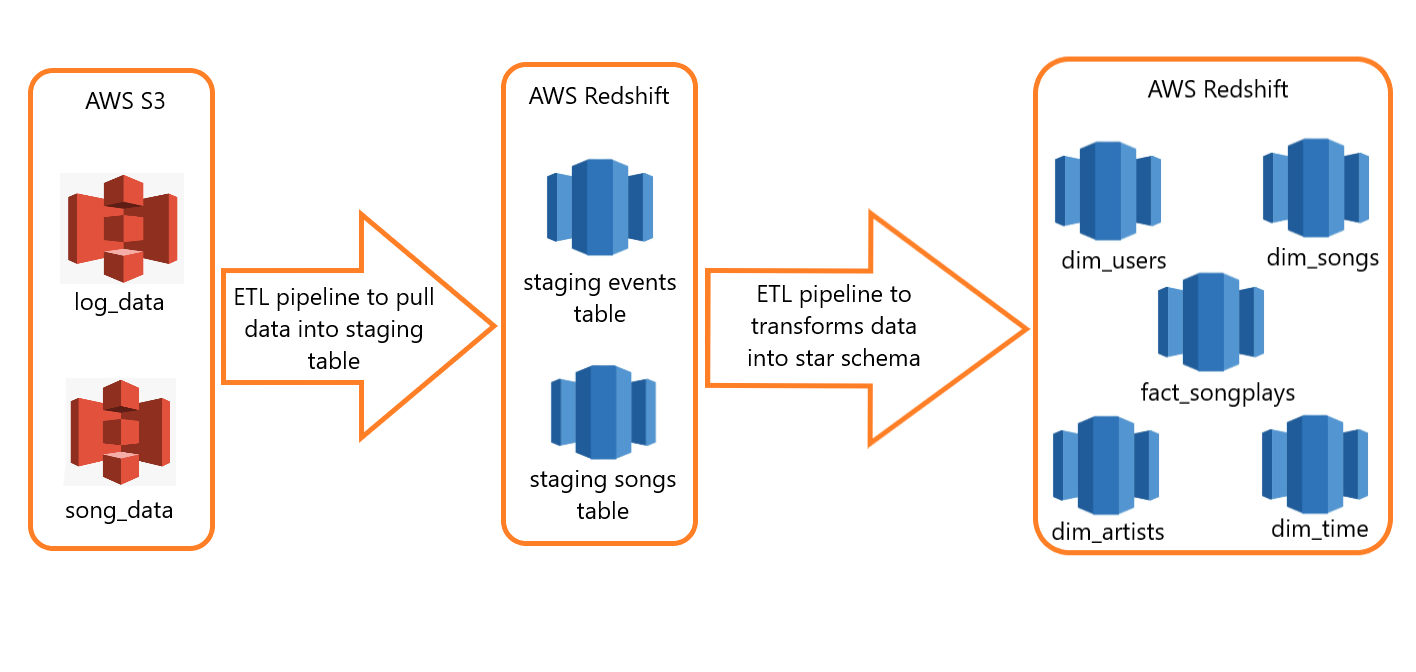 AWS S3
log_data
song_data
ETL pipeline to pull
data into staging
table
AWS Redshift
staging events
table
staging songs
table
ETL pipeline to
transforms data
into star schema
AWS Redshift
dim_users
dim_songs
fact_songplays
dim_artists
dim_time